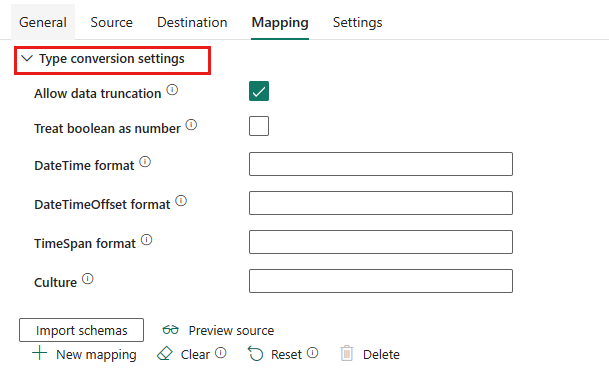 General Source Destination Mapping Settings
Type conversion settings
Allow data truncation
Treat boolean as number
DateTime format
DateTimeOffset format
TimeSpan format
Culture
Import schemas Preview source
New mapping Clear Reset Delete